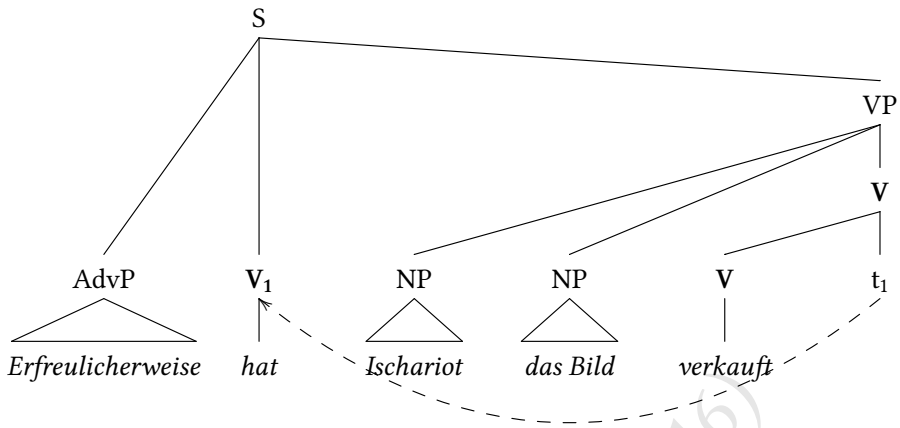 S
VP
V
AdvP V₁ NP NP V t₁
Erfreulicherweise hat Ischariot das Bild verkauft